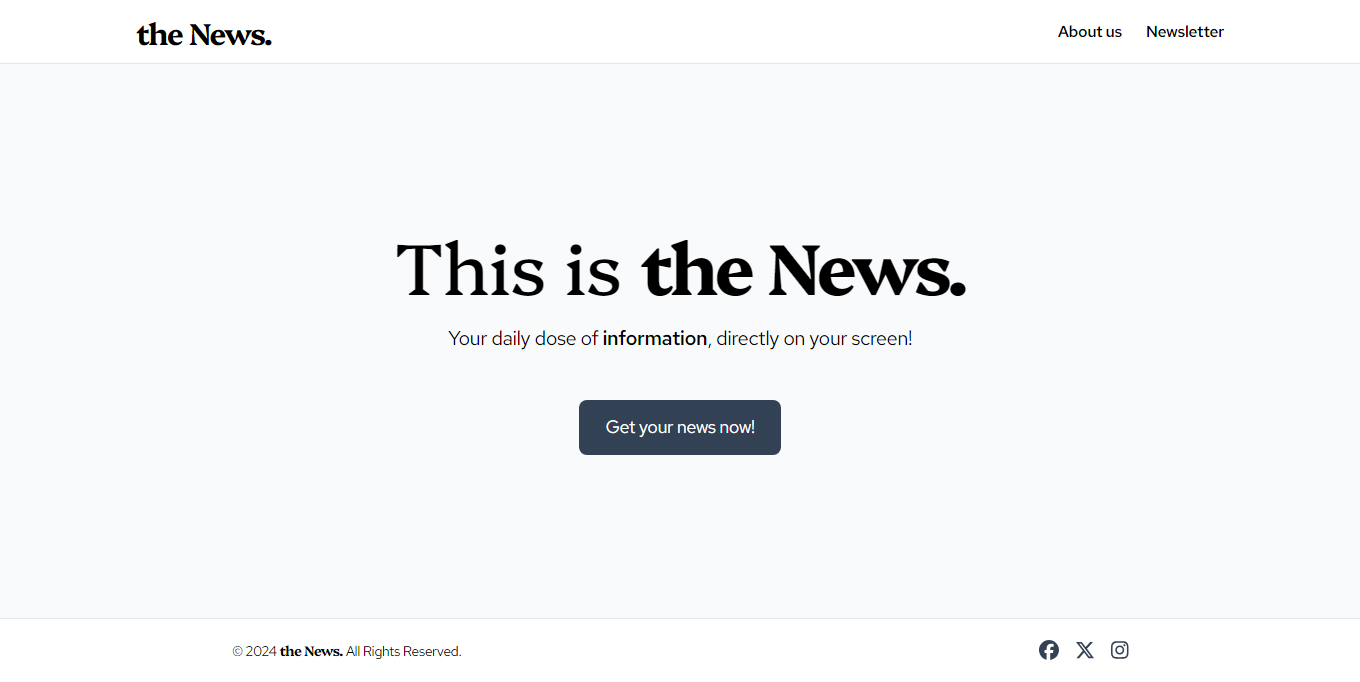 the News.
About us
Newsletter
This is the News.
Your daily dose of information, directly on your screen!
Get your news now!
© 2024 the News. All Rights Reserved.